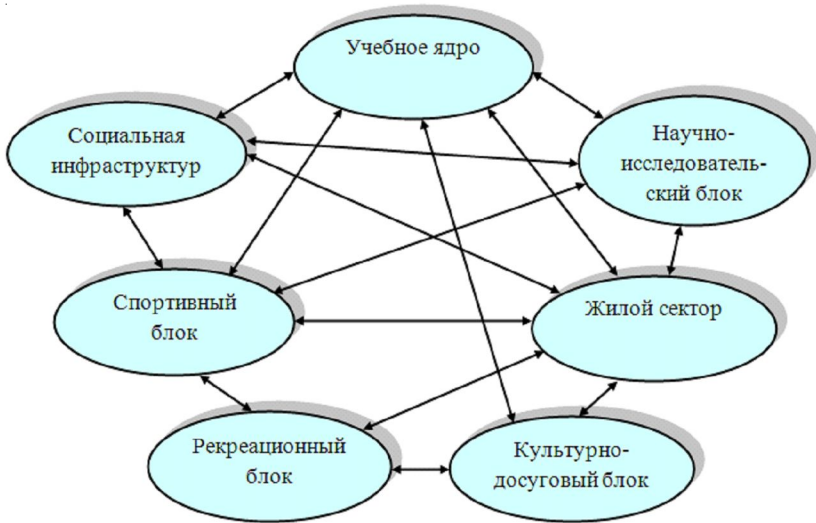 Учебное ядро
Социальная
инфраструктур
Научно-
исследователь-
ский блок
Спортивный
блок
Жилой сектор
Рекреационный
блок
Культурно-
досуговый блок